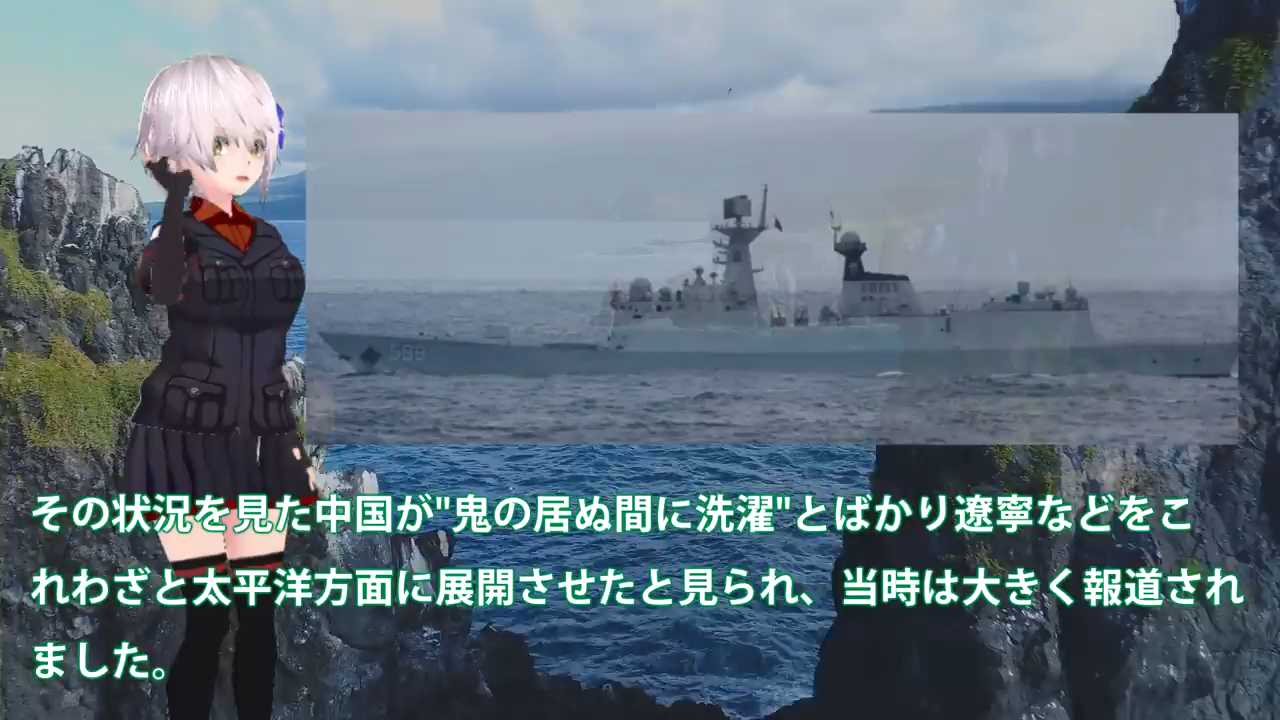 その状況を見た中国が"鬼の居ぬ間に洗濯"とばかり遼寧などをこ
れわざと太平洋方面に展開させたと見られ、当時は大きく報道され
ました。